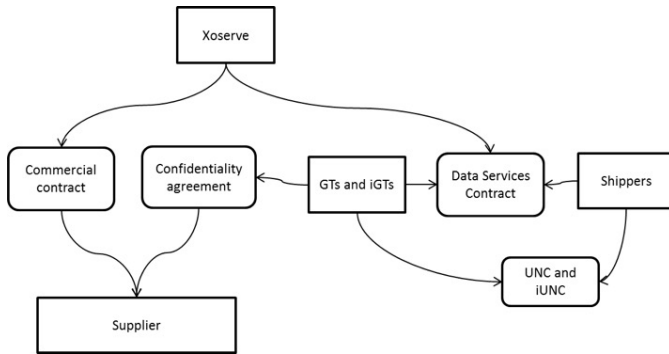 Xoserve
Commercial
contract
Confidentiality
agreement
GTs and iGTs
Data Services
Contract
Shippers
UNC and
iUNC
Supplier